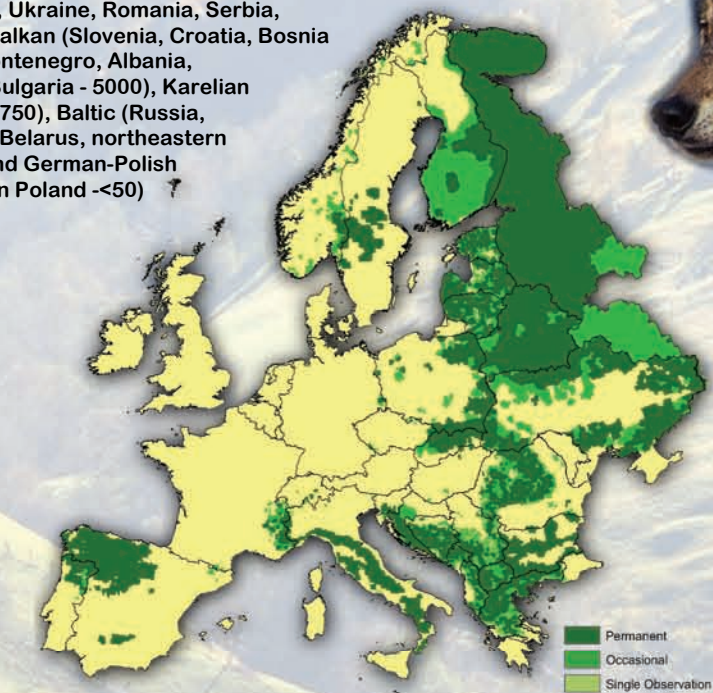 , Ukraine, Romania, Serbia,
alkan (Slovenia, Croatia, Bosnia
ntenegro, Albania,
ulgaria - 5000), Karelian
750), Baltic (Russia,
Belarus, northeastern
nd German-Polish
n Poland -<50)
Permanent
Occasional
Single Observation